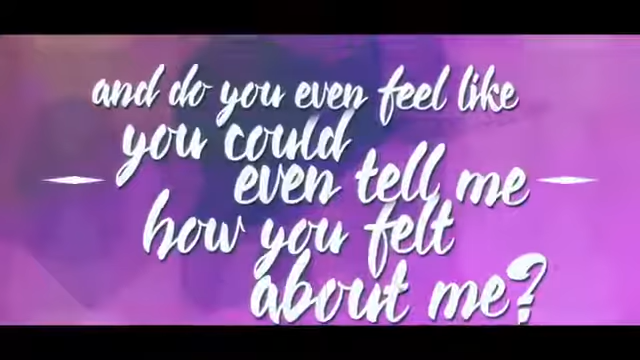 and do you even feel like
you could
even tell me
how you felt
about me?